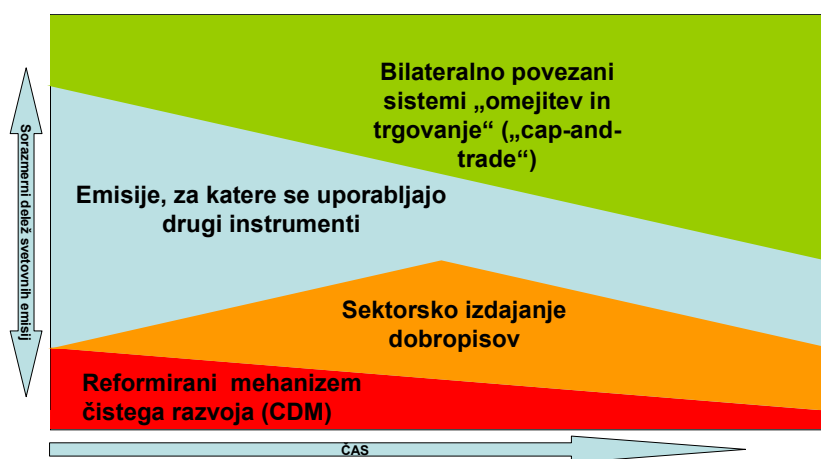 Bilateralno povezani
sistemi „omejitev in
trgovanje“ („cap-and-
trade“)
Sorazmerni delež svetovnih emisij
Emisije, za katere se uporabljajo
drugi instrumenti
Sektorsko izdajanje
dobropisov
Reformirani mehanizem
čistega razvoja (CDM)
ČAS